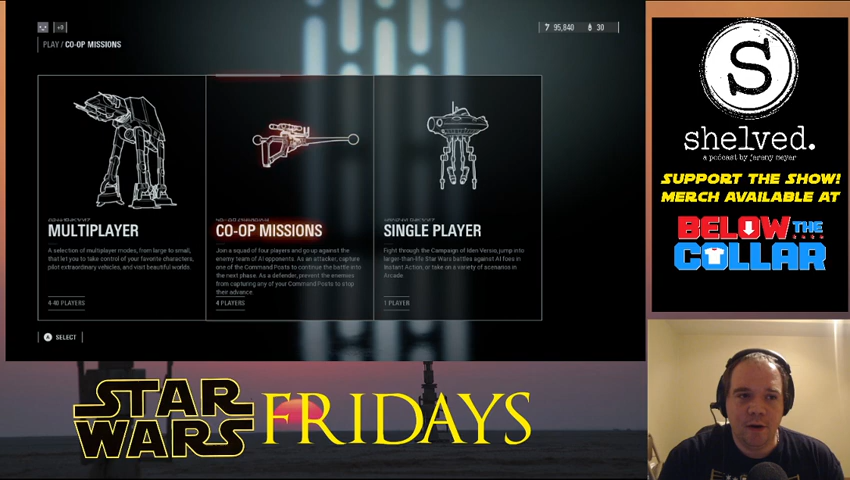 +9
7 95,840 30
PLAY / CO-OP MISSIONS
MULTIPLAYER
A selection of multiplayer modes, from large to small,
that let you to take control of your favorite characters,
pilot extraordinary vehicles, and visit beautiful worlds.
4-40 PLAYERS
CO-OP MISSIONS
Join a squad of four players and go up against the
enemy team of AI opponents. As an attacker, capture
one of the Command Posts to continue the battle into
the next phase. As a defender, prevent the enemies
from capturing any of your Command Posts to stop
their advance.
4 PLAYERS
SINGLE PLAYER
Fight through the Campaign of Iden Versio, jump into
larger-than-life Star Wars battles against AI foes in
Instant Action, or take on a variety of scenarios in
Arcade.
1 PLAYER
A SELECT
S
shelved.
a podcast by jeremy meyer
SUPPORT THE SHOW!
MERCH AVAILABLE AT
BELOW THE
COLLAR
STAR
WARS
FRIDAYS